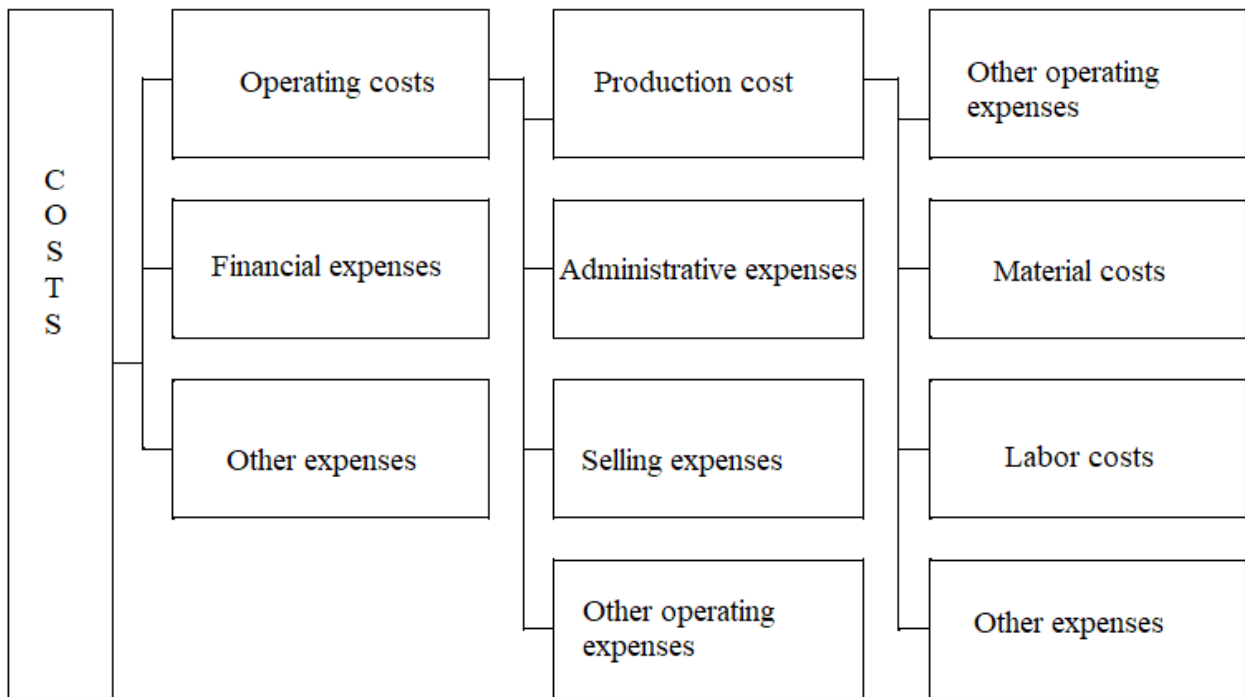 COSTS
Operating costs
Financial expenses
Other expenses
Production cost
Administrative expenses
Selling expenses
Other operating
expenses
Other operating
expenses
Material costs
Labor costs
Other expenses